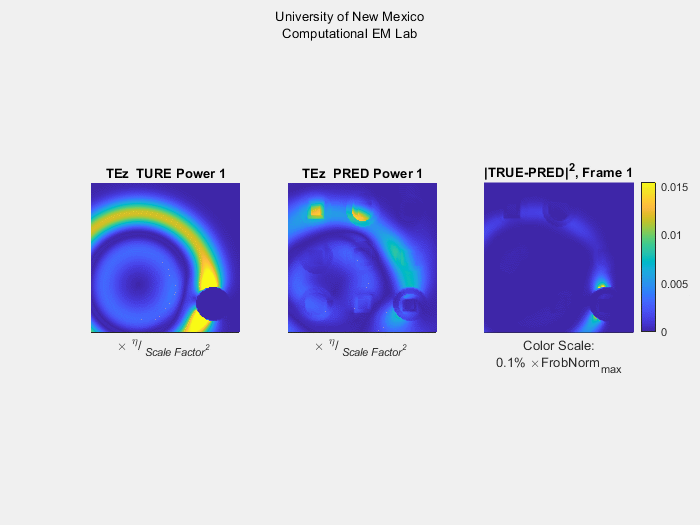 University of New Mexico
Computational EM Lab
TEz TURE Power 1
TEz PRED Power 1
|TRUE-PRED|², Frame 1
0.015
0.01
0.005
0
× η/ Scale Factor²
× η/ Scale Factor²
Color Scale:
0.1% ×FrobNorm_max